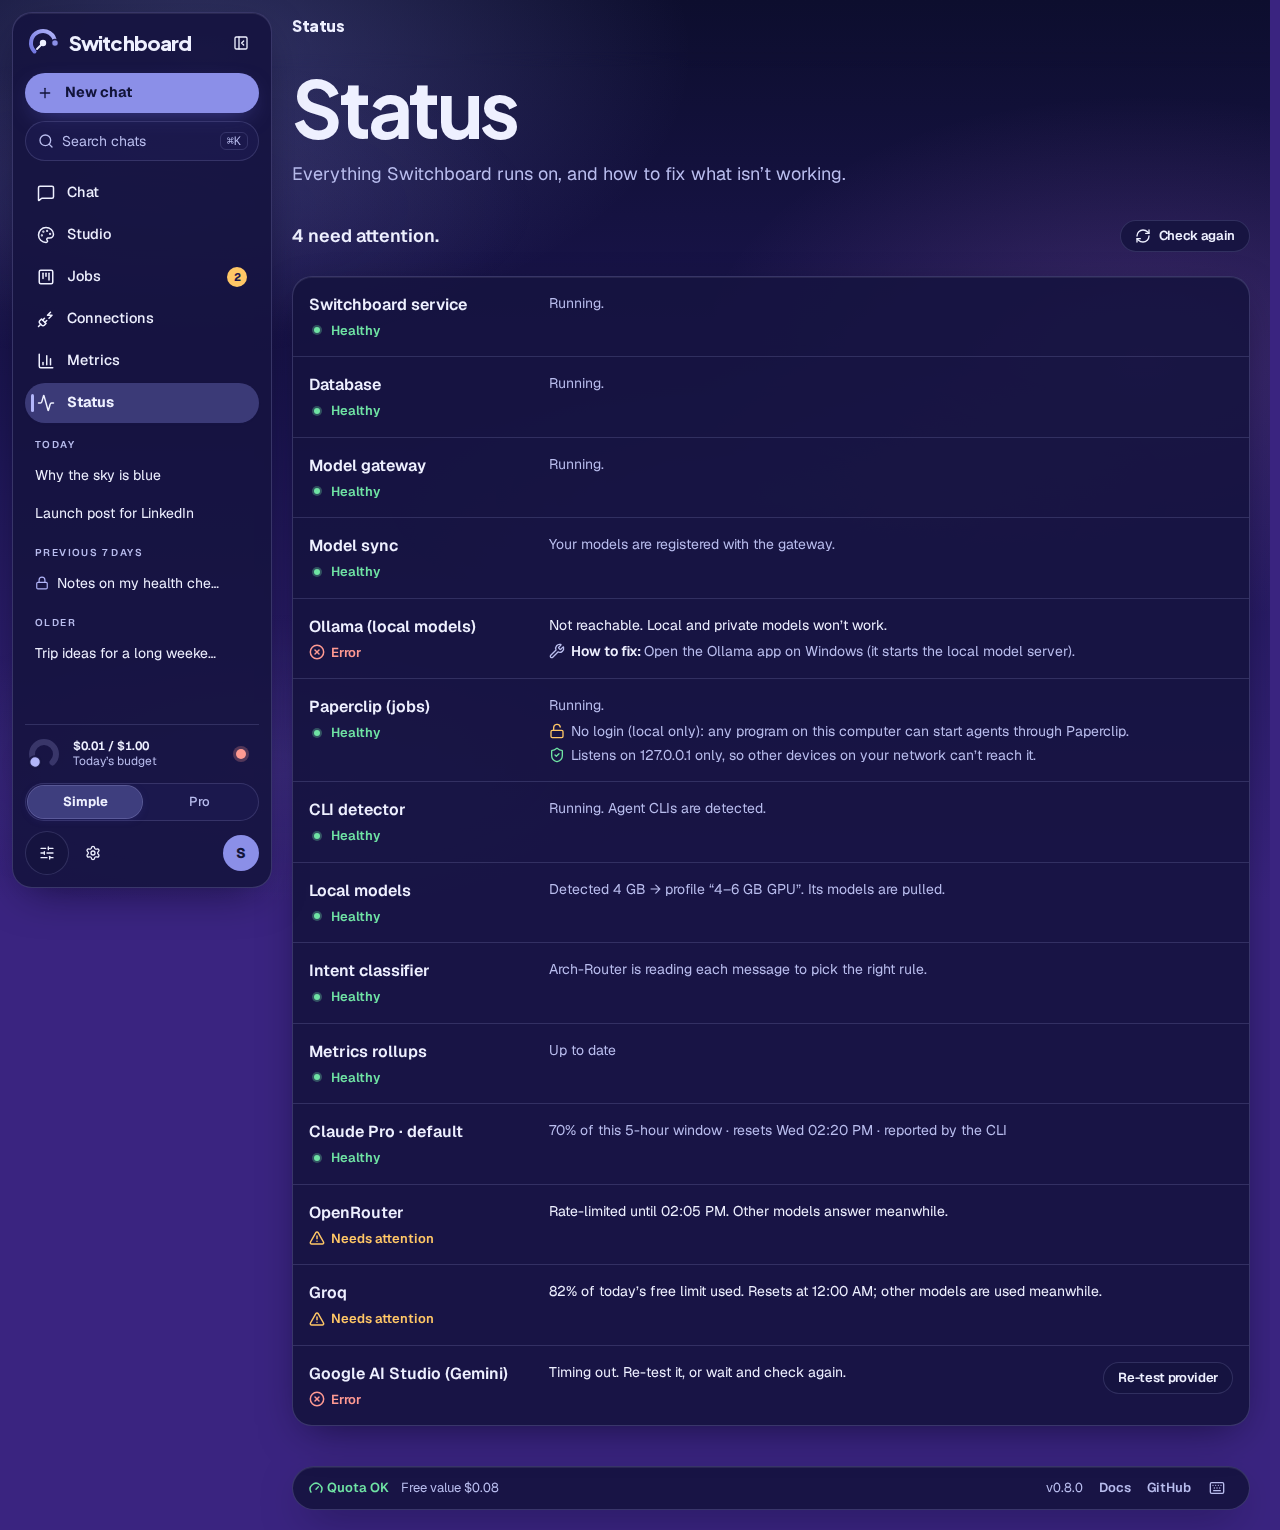 Switchboard
New chat
Search chats ⌘K
Chat
Studio
Jobs 2
Connections
Metrics
Status
TODAY
Why the sky is blue
Launch post for LinkedIn
PREVIOUS 7 DAYS
Notes on my health che…
OLDER
Trip ideas for a long weeke…
$0.01 / $1.00
Today's budget
Simple Pro
S
Status
Status
Everything Switchboard runs on, and how to fix what isn’t working.
4 need attention.
Check again
Switchboard service
Healthy
Running.
Database
Healthy
Running.
Model gateway
Healthy
Running.
Model sync
Healthy
Your models are registered with the gateway.
Ollama (local models)
Error
Not reachable. Local and private models won’t work.
How to fix: Open the Ollama app on Windows (it starts the local model server).
Paperclip (jobs)
Healthy
Running.
No login (local only): any program on this computer can start agents through Paperclip.
Listens on 127.0.0.1 only, so other devices on your network can’t reach it.
CLI detector
Healthy
Running. Agent CLIs are detected.
Local models
Healthy
Detected 4 GB → profile “4–6 GB GPU”. Its models are pulled.
Intent classifier
Healthy
Arch-Router is reading each message to pick the right rule.
Metrics rollups
Healthy
Up to date
Claude Pro · default
Healthy
70% of this 5-hour window · resets Wed 02:20 PM · reported by the CLI
OpenRouter
Needs attention
Rate-limited until 02:05 PM. Other models answer meanwhile.
Groq
Needs attention
82% of today’s free limit used. Resets at 12:00 AM; other models are used meanwhile.
Google AI Studio (Gemini)
Error
Timing out. Re-test it, or wait and check again.
Re-test provider
Quota OK Free value $0.08
v0.8.0 Docs GitHub